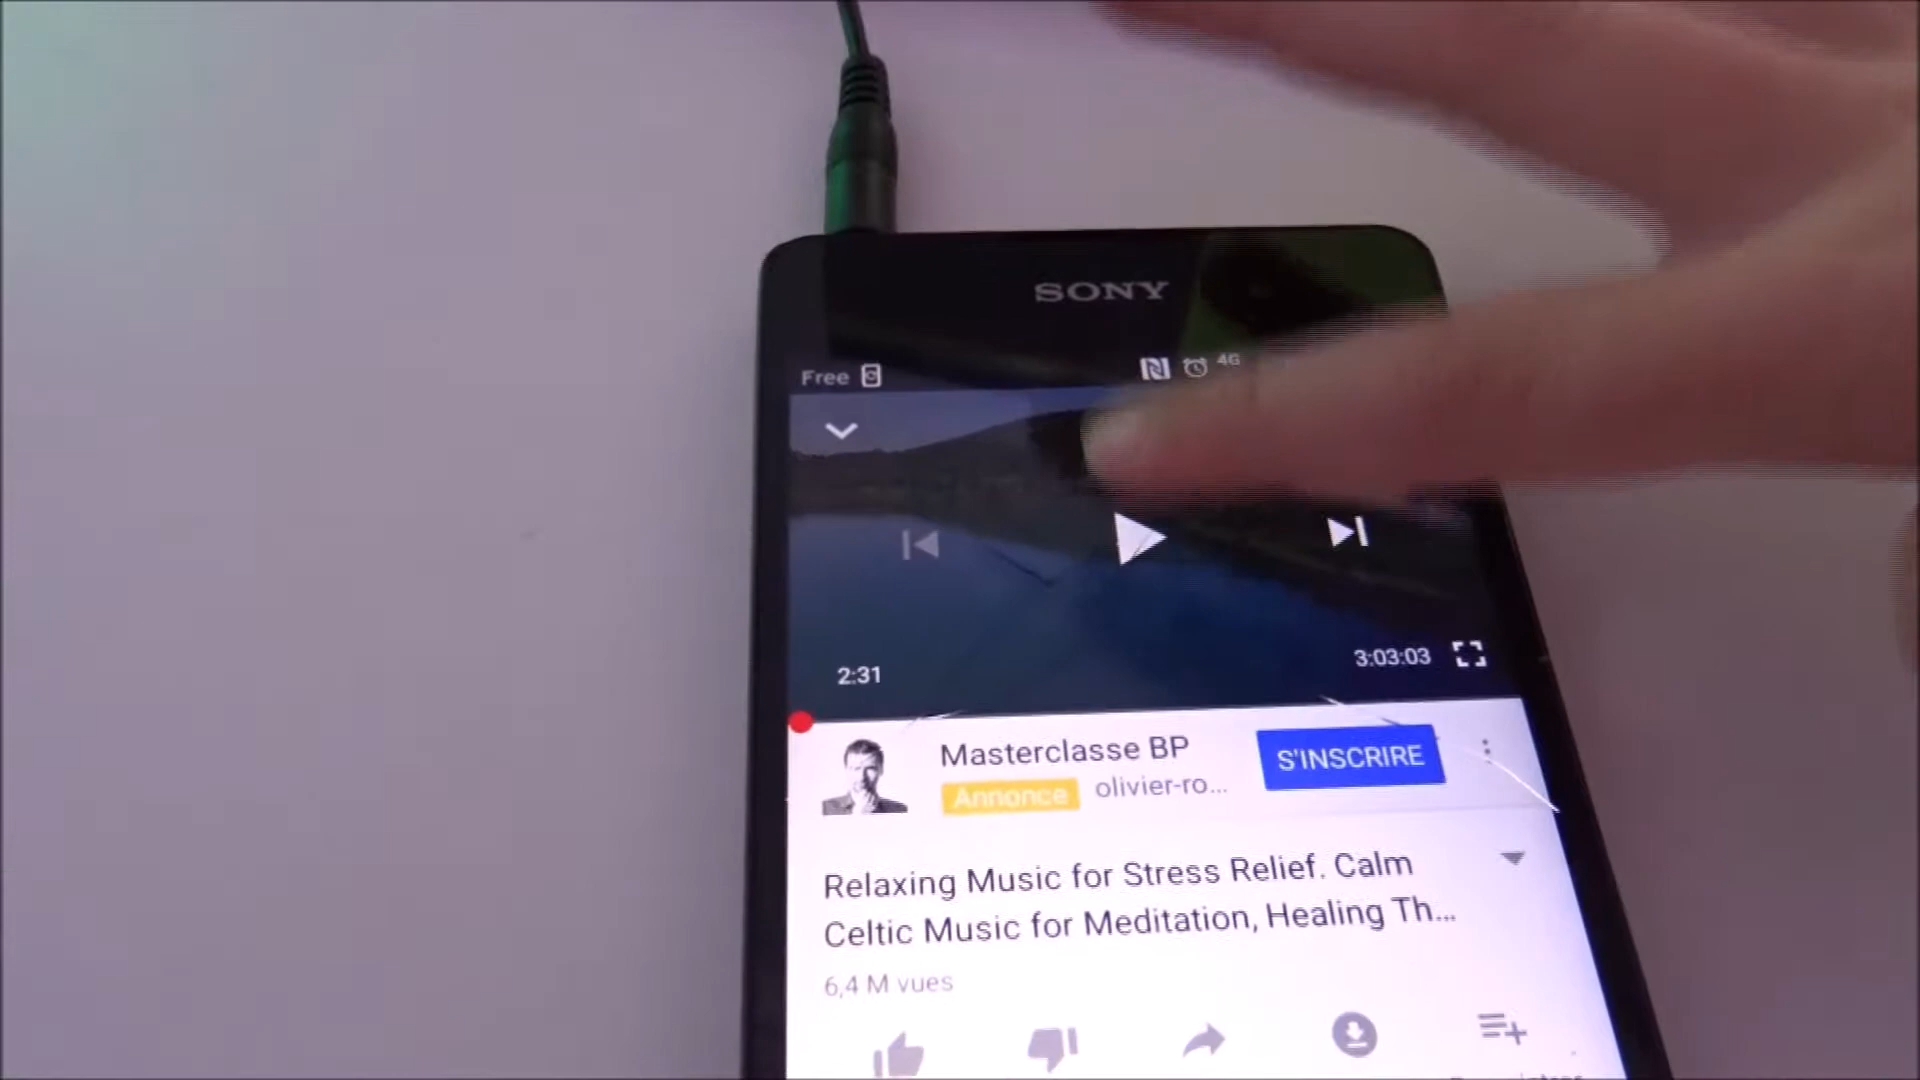 SONY
Free
4G
2:31
3:03:03
Masterclasse BP
S'INSCRIRE
Annonce olivier-ro...
Relaxing Music for Stress Relief. Calm
Celtic Music for Meditation, Healing Th...
6,4 M vues